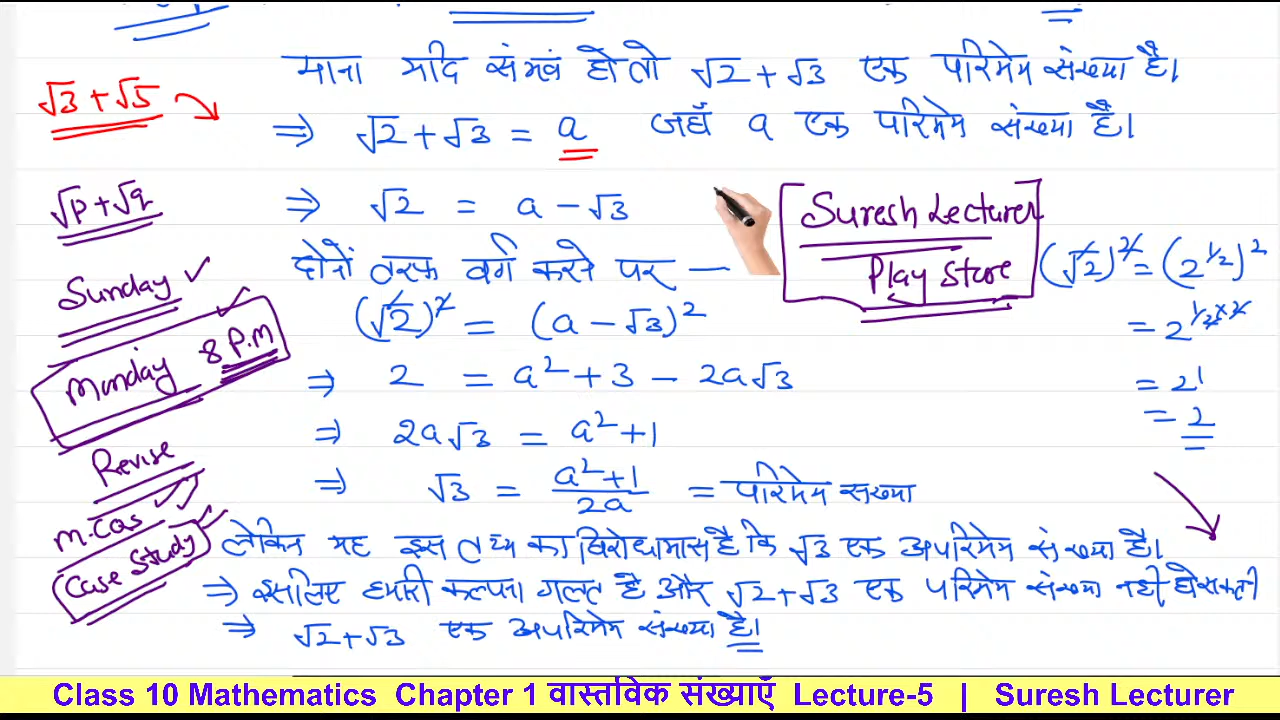 माना यदि संभव हो तो √2 + √3 एक परिमेय संख्या है।
√3 + √5
⇒ √2 + √3 = a जहाँ a एक परिमेय संख्या है।
√p + √q
⇒ √2 = a − √3
Suresh Lecturer
Play Store
दोनों तरफ वर्ग करने पर —
(√2)² = (2^1/2)²
Sunday ✓
(√2)² = (a − √3)²
= 2^1/2×2
Monday 8 P.M
⇒ 2 = a² + 3 − 2a√3
= 2¹
⇒ 2a√3 = a² + 1
= 2
Revise
⇒ √3 = (a² + 1)/2a = परिमेय संख्या
M.Cas
Case Study
लेकिन यह इस तथ्य का विरोधाभास है कि √3 एक अपरिमेय संख्या है।
⇒ इसलिए हमारी कल्पना गलत है और √2 + √3 एक परिमेय संख्या नहीं हो सकती
⇒ √2 + √3 एक अपरिमेय संख्या है।
Class 10 Mathematics Chapter 1 वास्तविक संख्याएँ Lecture-5 | Suresh Lecturer